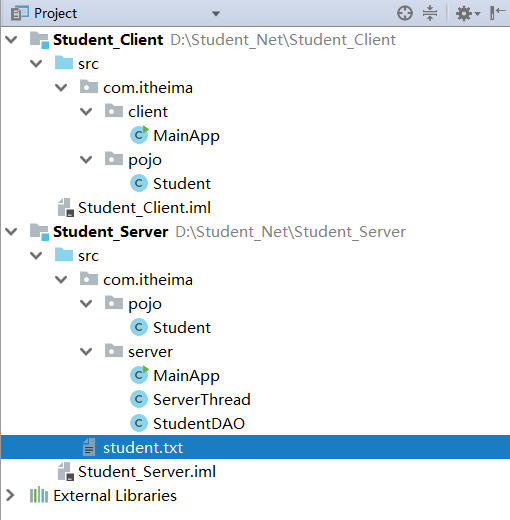 Project
Student_Client D:\Student_Net\Student_Client
src
com.itheima
client
MainApp
pojo
Student
Student_Client.iml
Student_Server D:\Student_Net\Student_Server
src
com.itheima
pojo
Student
server
MainApp
ServerThread
StudentDAO
student.txt
Student_Server.iml
External Libraries